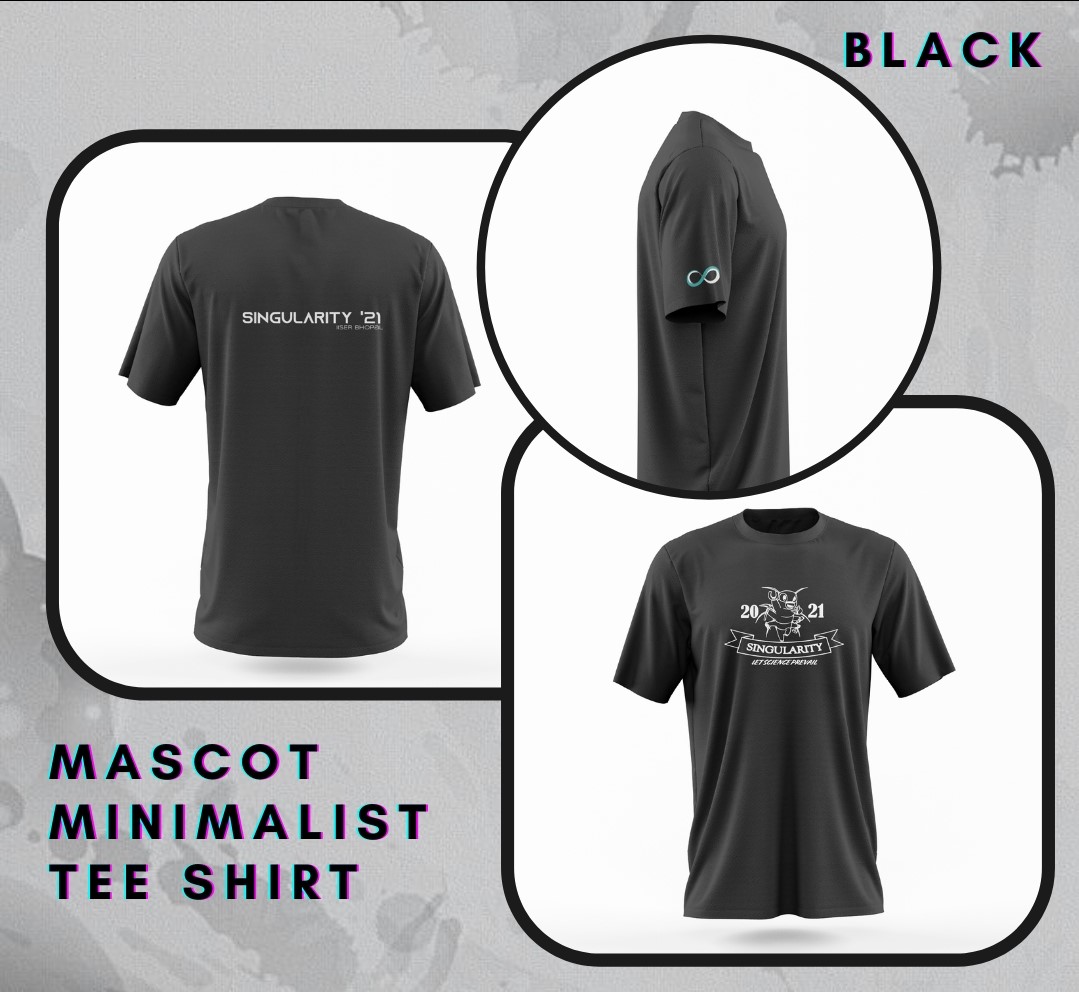 BLACK
SINGULARITY '21
IISER BHOPAL
20 21
SINGULARITY
LET SCIENCE PREVAIL
MASCOT
MINIMALIST
TEE SHIRT